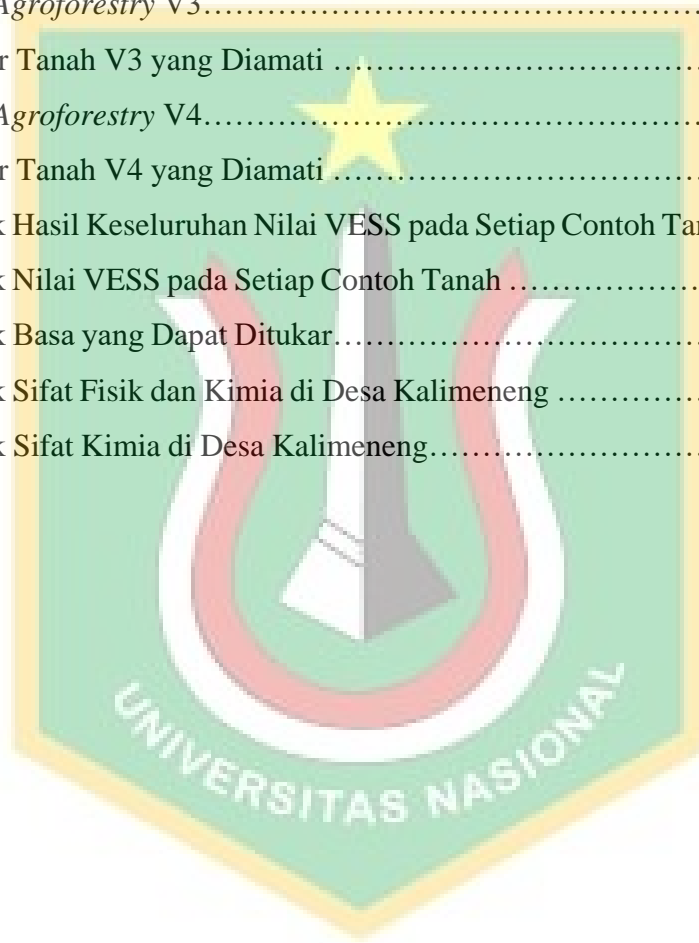 Agroforestry V3........................................................
r Tanah V3 yang Diamati ........................................
Agroforestry V4........................................................
r Tanah V4 yang Diamati ........................................
k Hasil Keseluruhan Nilai VESS pada Setiap Contoh Tan
k Nilai VESS pada Setiap Contoh Tanah .....................
k Basa yang Dapat Ditukar.........................................
k Sifat Fisik dan Kimia di Desa Kalimeneng ................
k Sifat Kimia di Desa Kalimeneng...............................
UNIVERSITAS NASIONAL